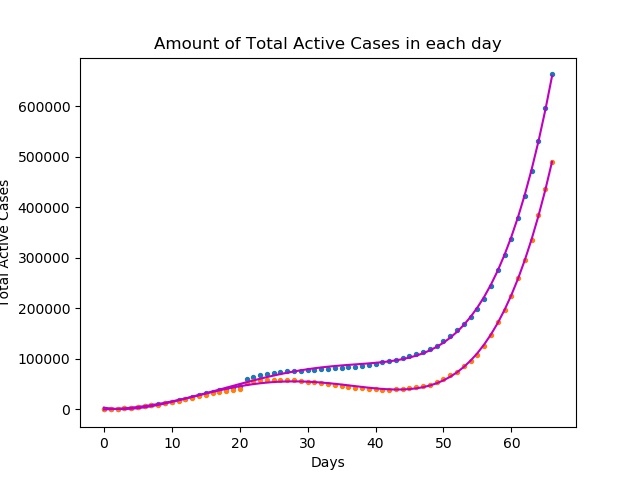 Amount of Total Active Cases in each day
600000
500000
400000
300000
200000
100000
0
Total Active Cases
0 10 20 30 40 50 60
Days